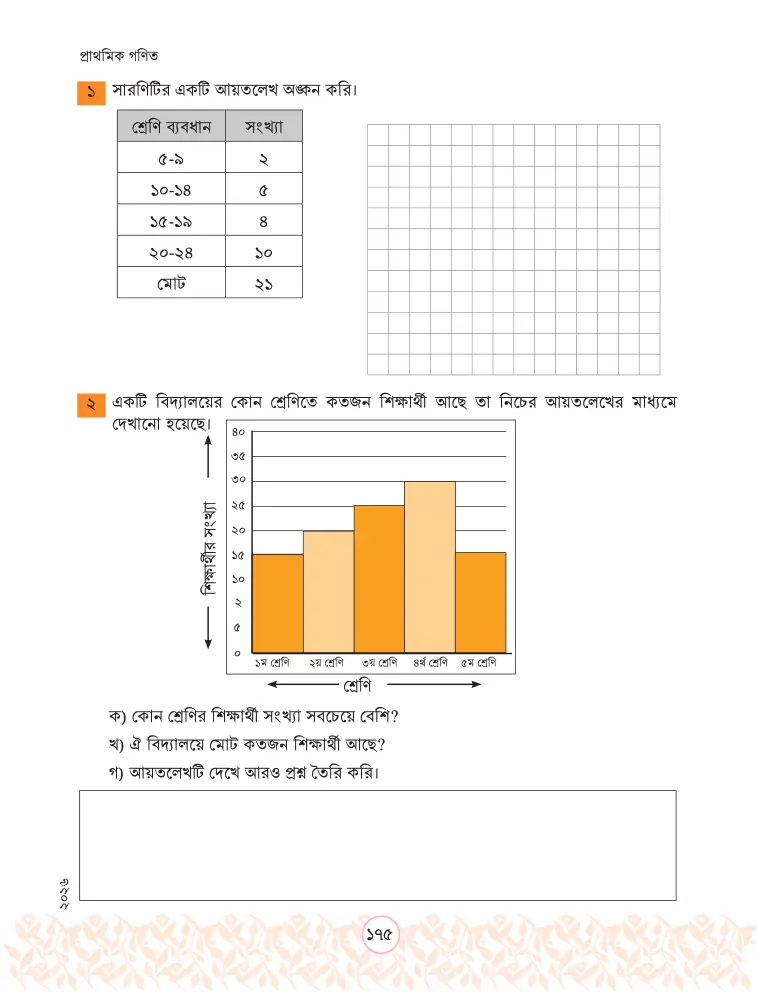 প্রাথমিক গণিত
১ সারণিটির একটি আয়তলেখ অঙ্কন করি।
শ্রেণি ব্যবধান সংখ্যা
৫-৯ ২
১০-১৪ ৫
১৫-১৯ ৪
২০-২৪ ১০
মোট ২১
২ একটি বিদ্যালয়ের কোন শ্রেণিতে কতজন শিক্ষার্থী আছে তা নিচের আয়তলেখের মাধ্যমে
দেখানো হয়েছে।
শিক্ষার্থীর সংখ্যা
৪০
৩৫
৩০
২৫
২০
১৫
১০
৫
০
১ম শ্রেণি ২য় শ্রেণি ৩য় শ্রেণি ৪র্থ শ্রেণি ৫ম শ্রেণি
শ্রেণি
ক) কোন শ্রেণির শিক্ষার্থী সংখ্যা সবচেয়ে বেশি?
খ) ঐ বিদ্যালয়ে মোট কতজন শিক্ষার্থী আছে?
গ) আয়তলেখটি দেখে আরও প্রশ্ন তৈরি করি।
২০২৬
১৭৫